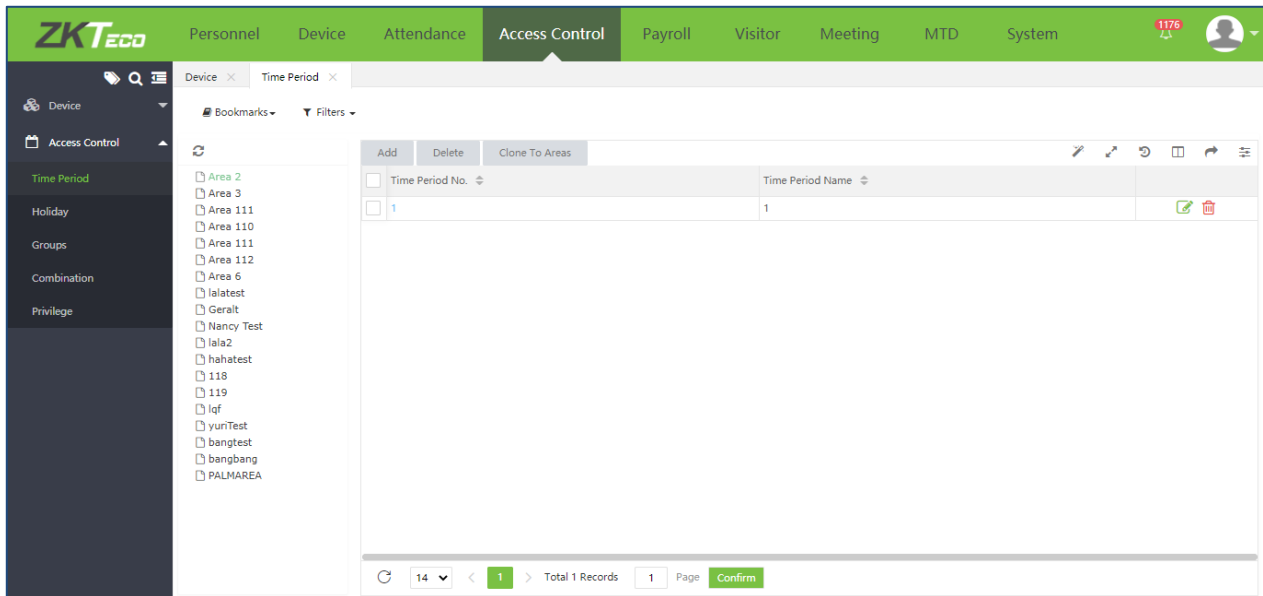 ZKTeco Personnel Device Attendance Access Control Payroll Visitor Meeting MTD System 1176
Device Time Period
Device
Bookmarks Filters
Access Control
Add Delete Clone To Areas
Time Period
Holiday
Groups
Combination
Privilege
Area 2
Area 3
Area 111
Area 110
Area 111
Area 112
Area 6
lalatest
Geralt
Nancy Test
lala2
hahatest
118
119
lqf
yuriTest
bangtest
bangbang
PALMAREA
Time Period No. Time Period Name
1 1
14 < 1 > Total 1 Records 1 Page Confirm